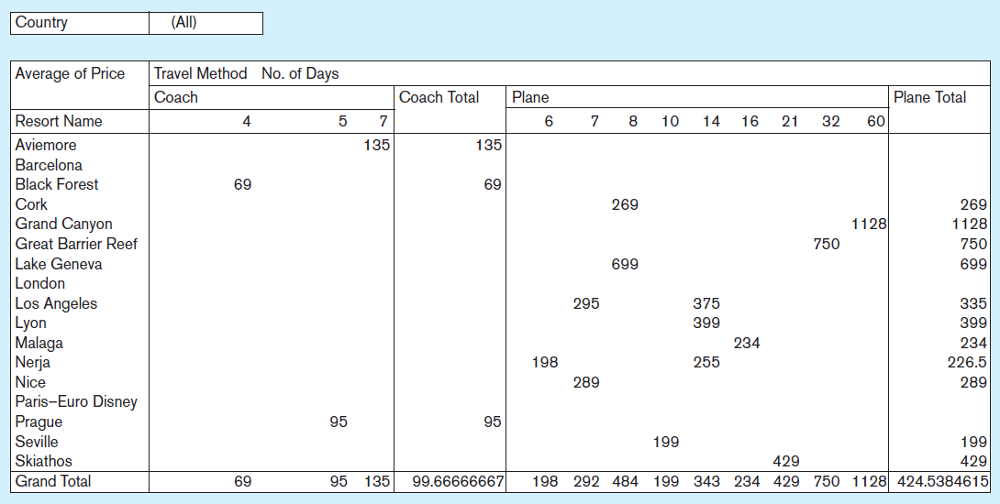 Country (All)
Average of Price Travel Method No. of Days
Coach Coach Total Plane Plane Total
Resort Name 4 5 7 6 7 8 10 14 16 21 32 60
Aviemore 135 135
Barcelona
Black Forest 69 69
Cork 269 269
Grand Canyon 1128 1128
Great Barrier Reef 750 750
Lake Geneva 699 699
London
Los Angeles 295 375 335
Lyon 399 399
Malaga 234 234
Nerja 198 255 226.5
Nice 289 289
Paris–Euro Disney
Prague 95 95
Seville 199 199
Skiathos 429 429
Grand Total 69 95 135 99.66666667 198 292 484 199 343 234 429 750 1128 424.5384615